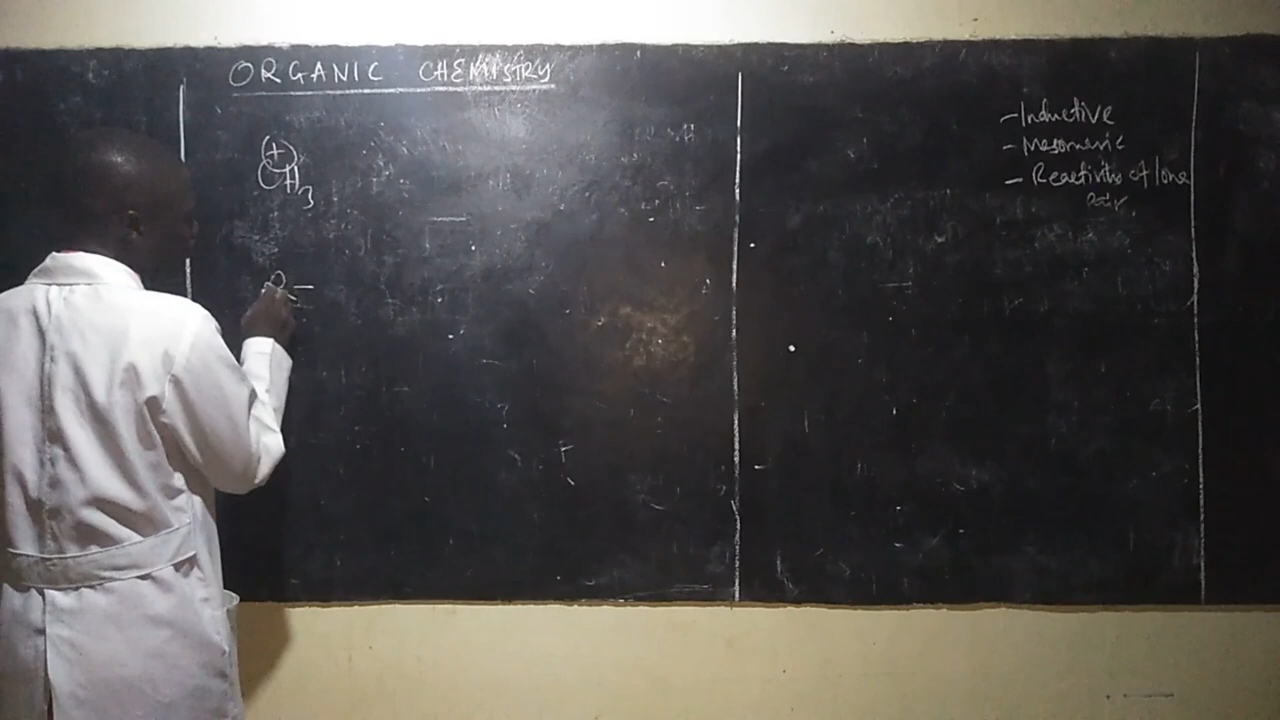 ORGANIC CHEMISTRY
(+)
CH3
- Inductive
- Mesomeric
- Reactivity of lone
Pair